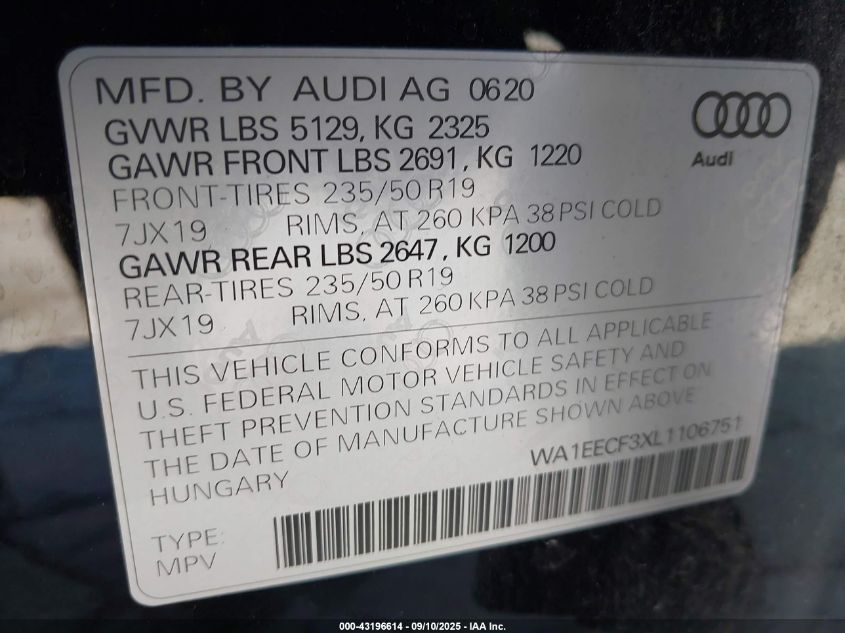 MFD. BY AUDI AG 0620
GVWR LBS 5129, KG 2325
GAWR FRONT LBS 2691, KG 1220
FRONT-TIRES 235/50 R19
7JX19 RIMS, AT 260 KPA 38 PSI COLD
GAWR REAR LBS 2647, KG 1200
REAR-TIRES 235/50 R19
7JX19 RIMS, AT 260 KPA 38 PSI COLD
Audi
THIS VEHICLE CONFORMS TO ALL APPLICABLE
U.S. FEDERAL MOTOR VEHICLE SAFETY AND
THEFT PREVENTION STANDARDS IN EFFECT ON
THE DATE OF MANUFACTURE SHOWN ABOVE
HUNGARY
WA1EECF3XL1106751
TYPE:
MPV
000-43196614 - 09/10/2025 - IAA Inc.